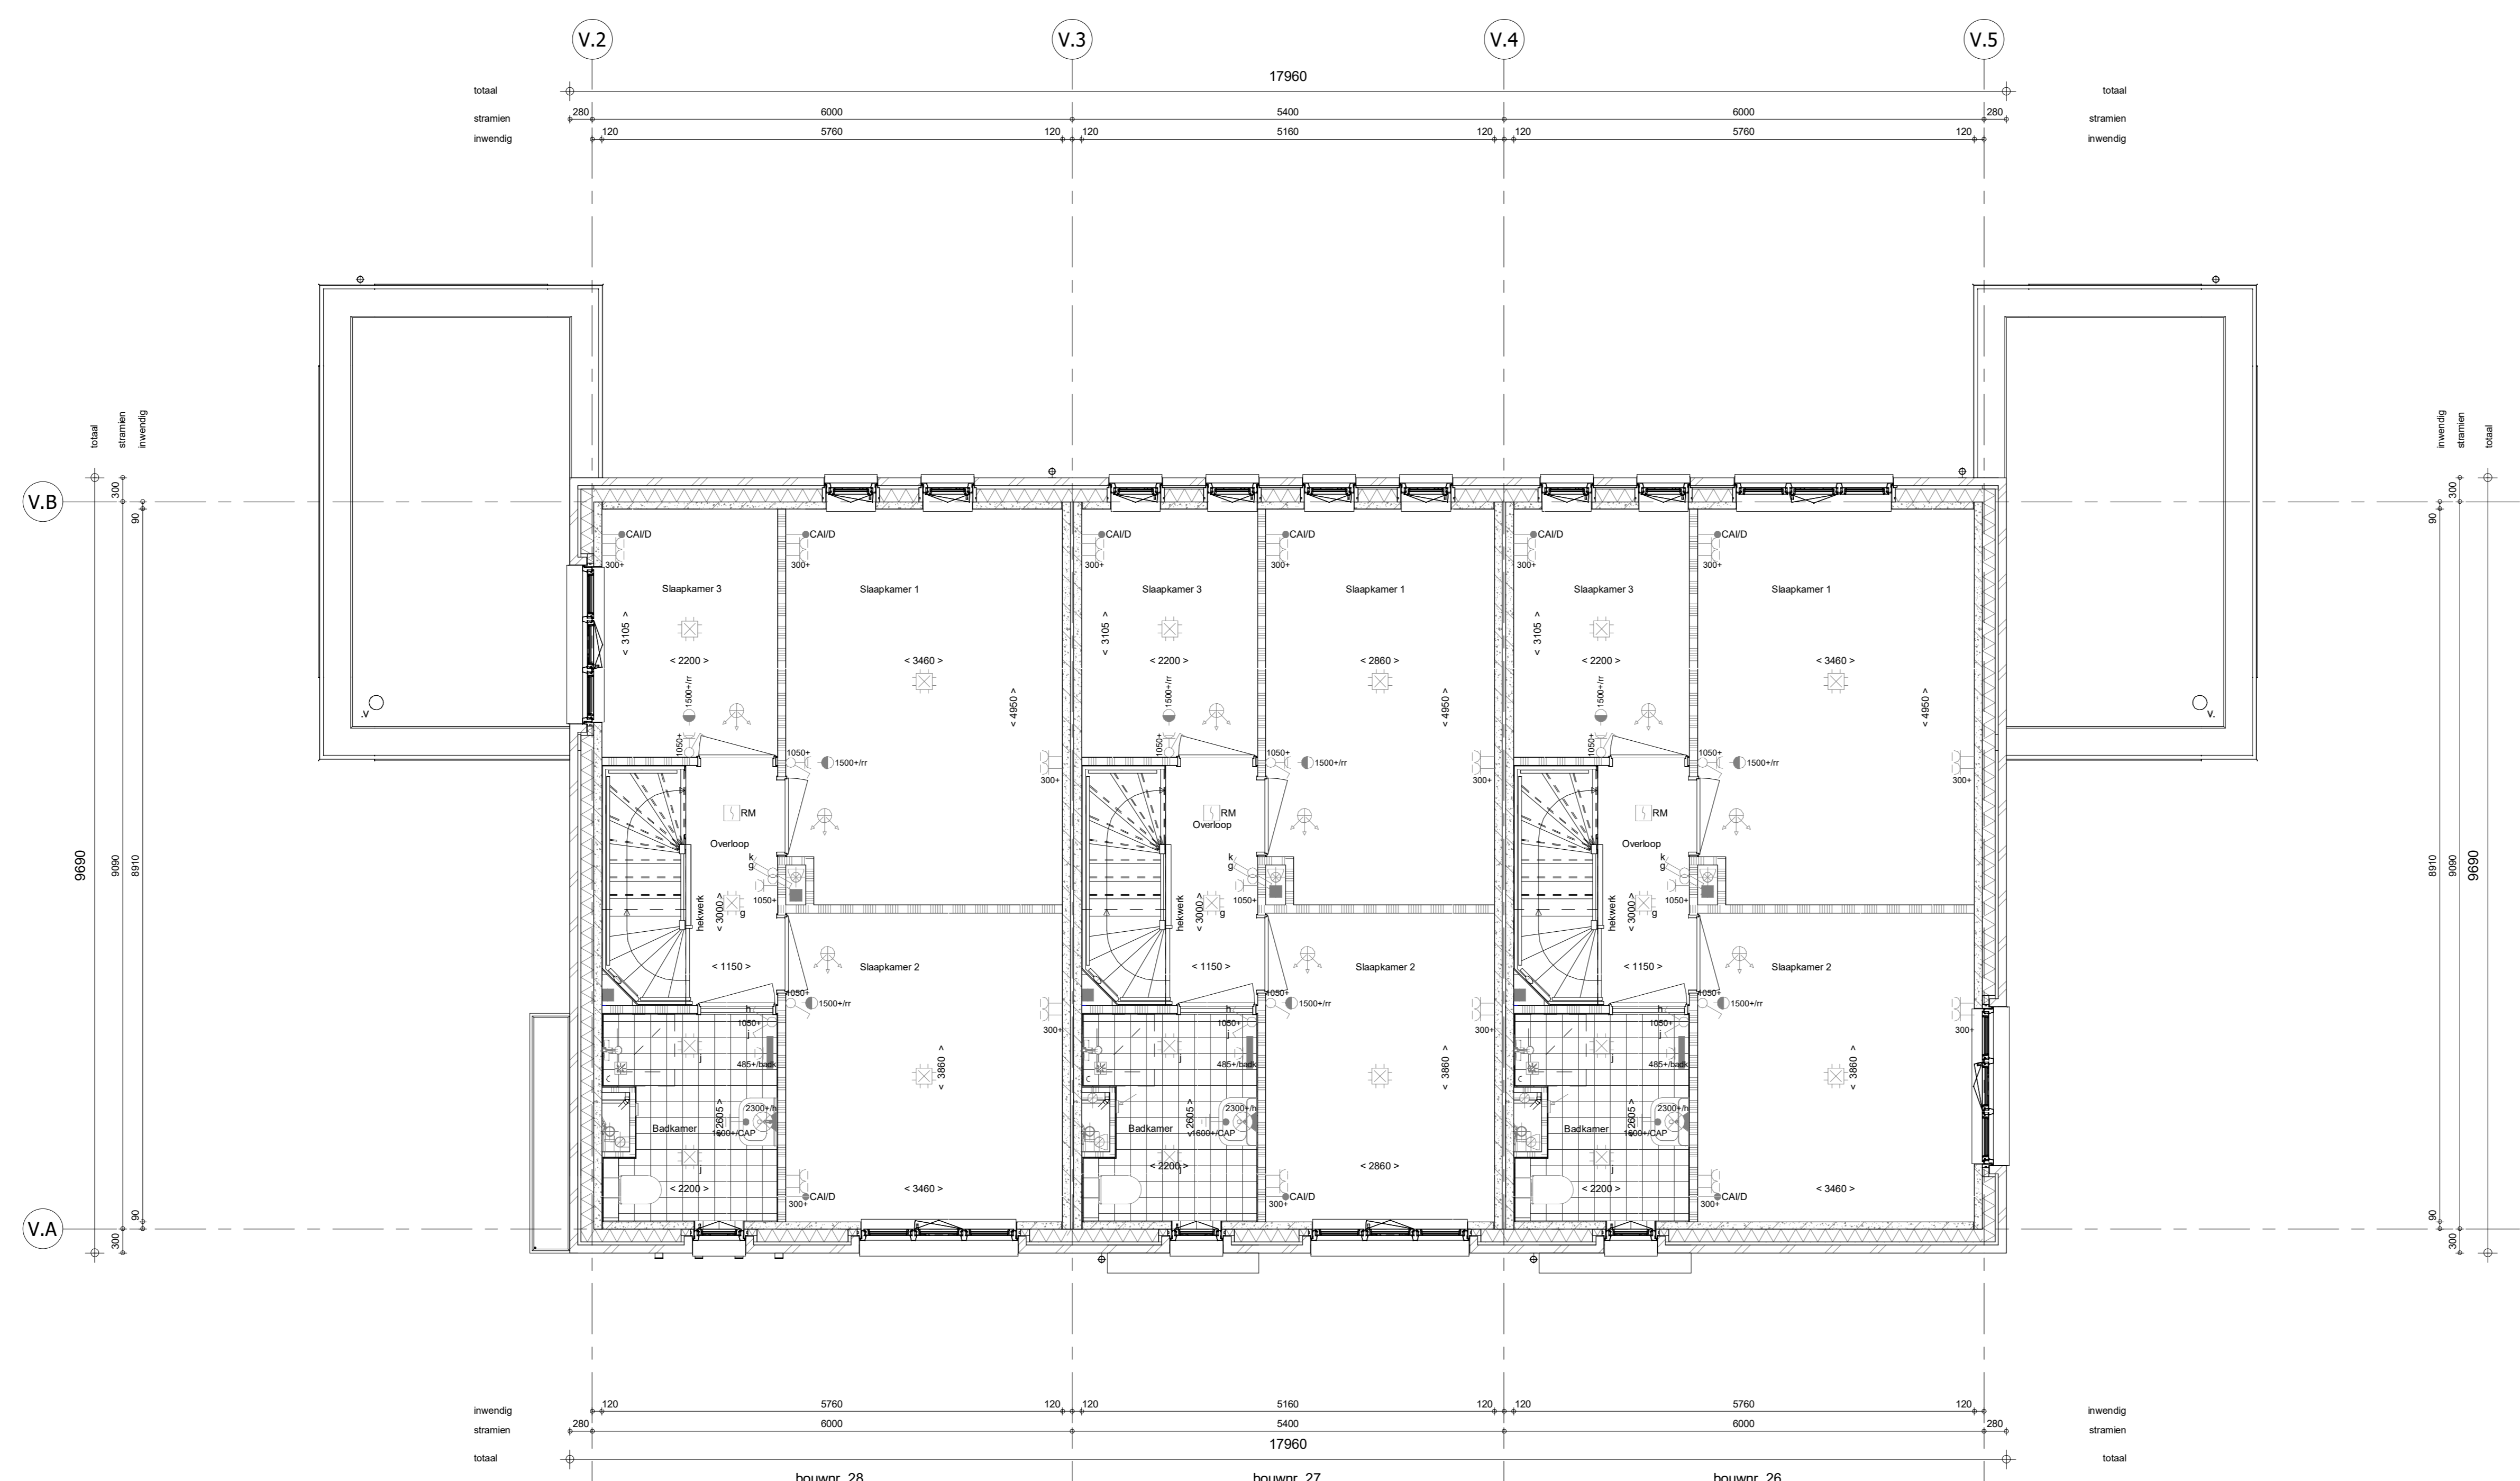 V.2 V.3 V.4 V.5
17960
totaal totaal
280 6000 5400 6000 280
stramien stramien
120 5760 120 120 5160 120 120 5760 120
inwendig inwendig
totaal stramien inwendig
inwendig stramien totaal
V.B
300 90
9690 9090 8910
90 300
V.A
300 90
8910 9090 9690
90 300
.V
V.
CAI/D CAI/D CAI/D CAI/D CAI/D CAI/D
300+ 300+ 300+ 300+ 300+ 300+
Slaapkamer 3 Slaapkamer 1 Slaapkamer 3 Slaapkamer 1 Slaapkamer 3 Slaapkamer 1
< 3105 > < 3105 > < 3105 >
< 2200 > < 3460 > < 2200 > < 2860 > < 2200 > < 3460 >
1500+/rr 1500+/rr 1500+/rr
< 4950 > < 4950 > < 4950 >
1050+ 1050+ 1050+ 1050+ 1050+ 1050+
1500+/rr 1500+/rr 1500+/rr
300+ 300+ 300+
RM RM RM
Overloop Overloop Overloop
k k k
g g g
1050+ 1050+ 1050+
hekwerk < 3000 > g hekwerk < 3000 > g hekwerk < 3000 > g
< 1150 > Slaapkamer 2 < 1150 > Slaapkamer 2 < 1150 > Slaapkamer 2
1050+ 1050+ 1050+
1500+/rr 1500+/rr 1500+/rr
h h h
1050+ 1050+ 1050+
j j j
300+ 300+ 300+
j j j
485+/badk 485+/badk 485+/badk
< 3860 > < 3860 > < 3860 >
c c c
2300+/h 2300+/h 2300+/h
< 2605 > < 2605 > < 2605 >
Badkamer 1600+/CAP Badkamer 1600+/CAP Badkamer 1600+/CAP
j j j
< 2200 > < 3460 > < 2200 > < 2860 > < 2200 > < 3460 >
CAI/D CAI/D CAI/D
300+ 300+ 300+
120 5760 120 120 5160 120 120 5760 120
inwendig inwendig
280 6000 5400 6000 280
stramien stramien
17960
totaal totaal
bouwnr. 28 bouwnr. 27 bouwnr. 26